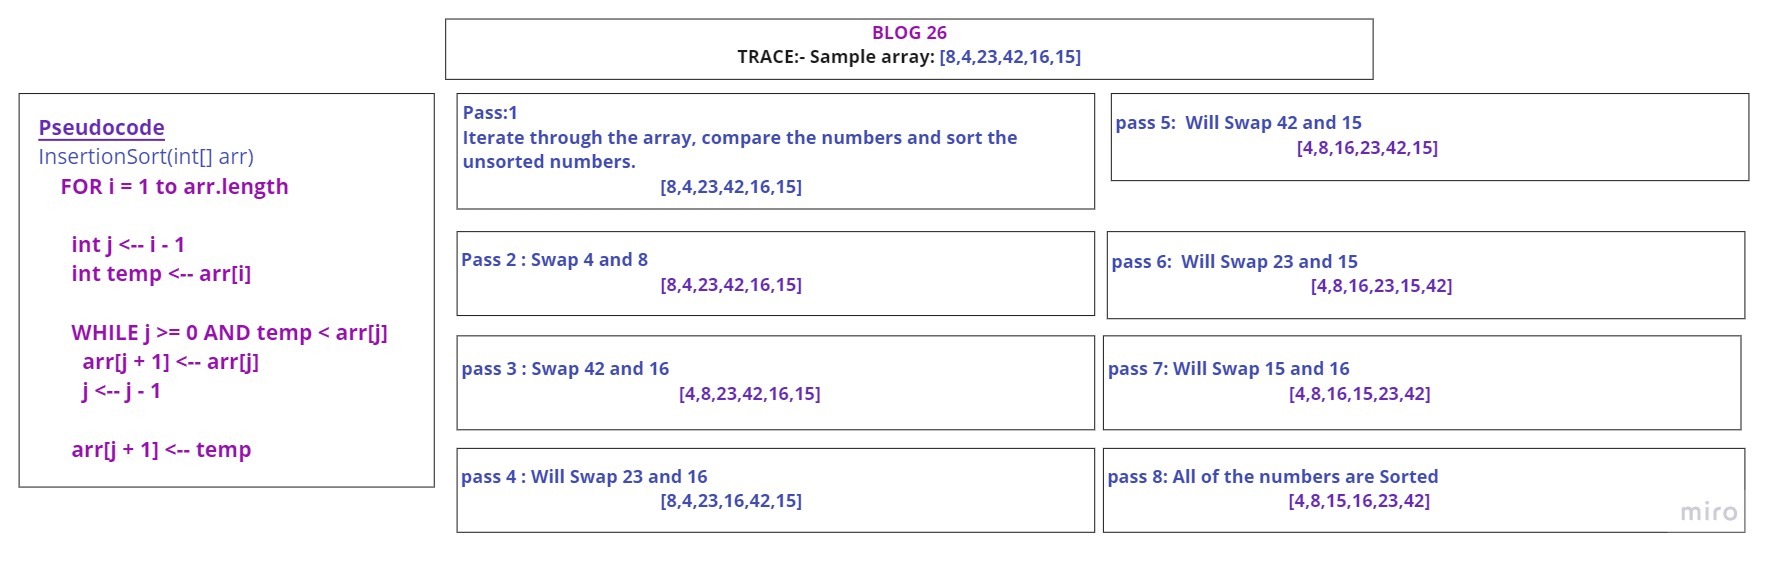 BLOG 26
TRACE:- Sample array: [8,4,23,42,16,15]
Pseudocode
InsertionSort(int[] arr)
FOR i = 1 to arr.length
int j <-- i - 1
int temp <-- arr[i]
WHILE j >= 0 AND temp < arr[j]
arr[j + 1] <-- arr[j]
j <-- j - 1
arr[j + 1] <-- temp
Pass:1
Iterate through the array, compare the numbers and sort the
unsorted numbers.
[8,4,23,42,16,15]
Pass 2 : Swap 4 and 8
[8,4,23,42,16,15]
pass 3 : Swap 42 and 16
[4,8,23,42,16,15]
pass 4 : Will Swap 23 and 16
[8,4,23,16,42,15]
pass 5:  Will Swap 42 and 15
[4,8,16,23,42,15]
pass 6:  Will Swap 23 and 15
[4,8,16,23,15,42]
pass 7: Will Swap 15 and 16
[4,8,16,15,23,42]
pass 8: All of the numbers are Sorted
[4,8,15,16,23,42]
miro